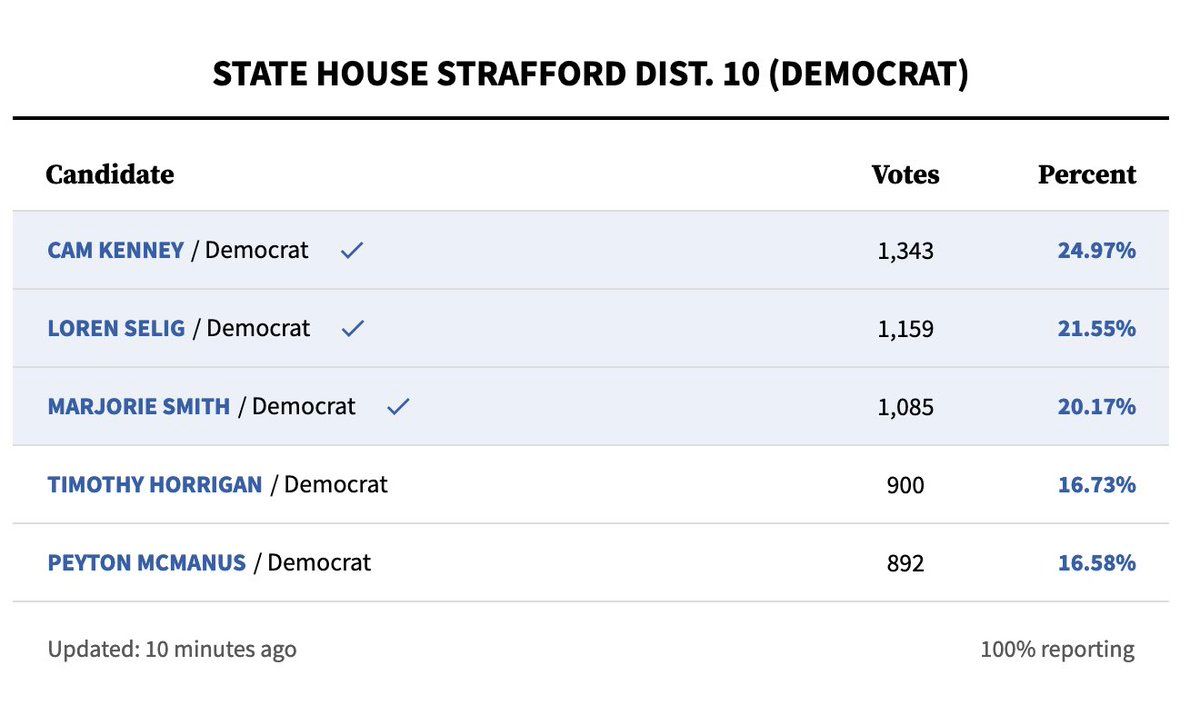 STATE HOUSE STRAFFORD DIST. 10 (DEMOCRAT)
Candidate Votes Percent
CAM KENNEY / Democrat ✓ 1,343 24.97%
LOREN SELIG / Democrat ✓ 1,159 21.55%
MARJORIE SMITH / Democrat ✓ 1,085 20.17%
TIMOTHY HORRIGAN / Democrat 900 16.73%
PEYTON MCMANUS / Democrat 892 16.58%
Updated: 10 minutes ago 100% reporting